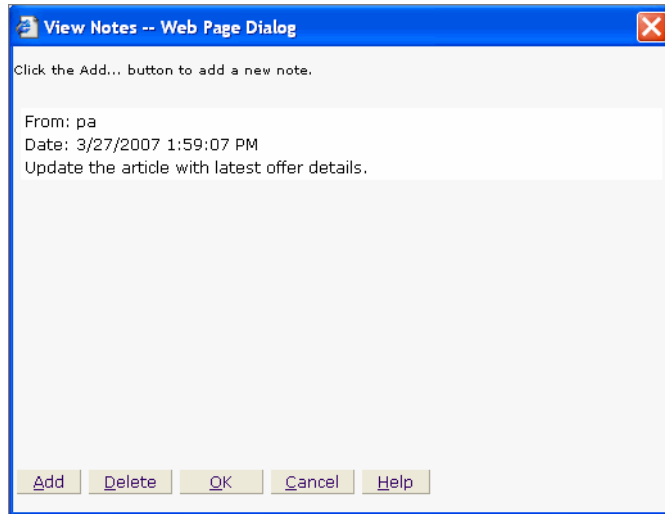 View Notes -- Web Page Dialog
Click the Add... button to add a new note.
From: pa
Date: 3/27/2007 1:59:07 PM
Update the article with latest offer details.
Add Delete OK Cancel Help